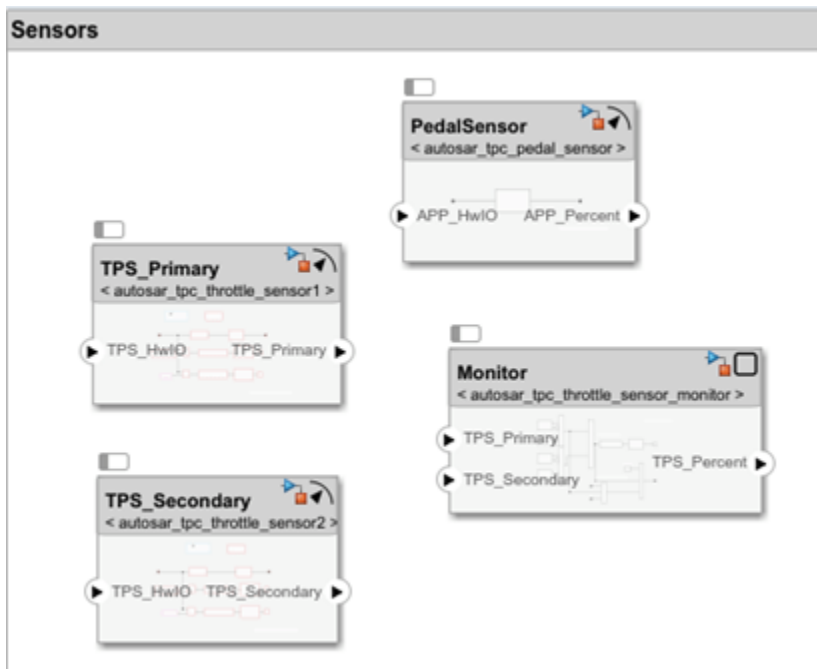 Sensors
PedalSensor
< autosar_tpc_pedal_sensor >
APP_HwIO APP_Percent
TPS_Primary
< autosar_tpc_throttle_sensor1 >
TPS_HwIO TPS_Primary
Monitor
< autosar_tpc_throttle_sensor_monitor >
TPS_Primary
TPS_Secondary
TPS_Percent
TPS_Secondary
< autosar_tpc_throttle_sensor2 >
TPS_HwIO TPS_Secondary